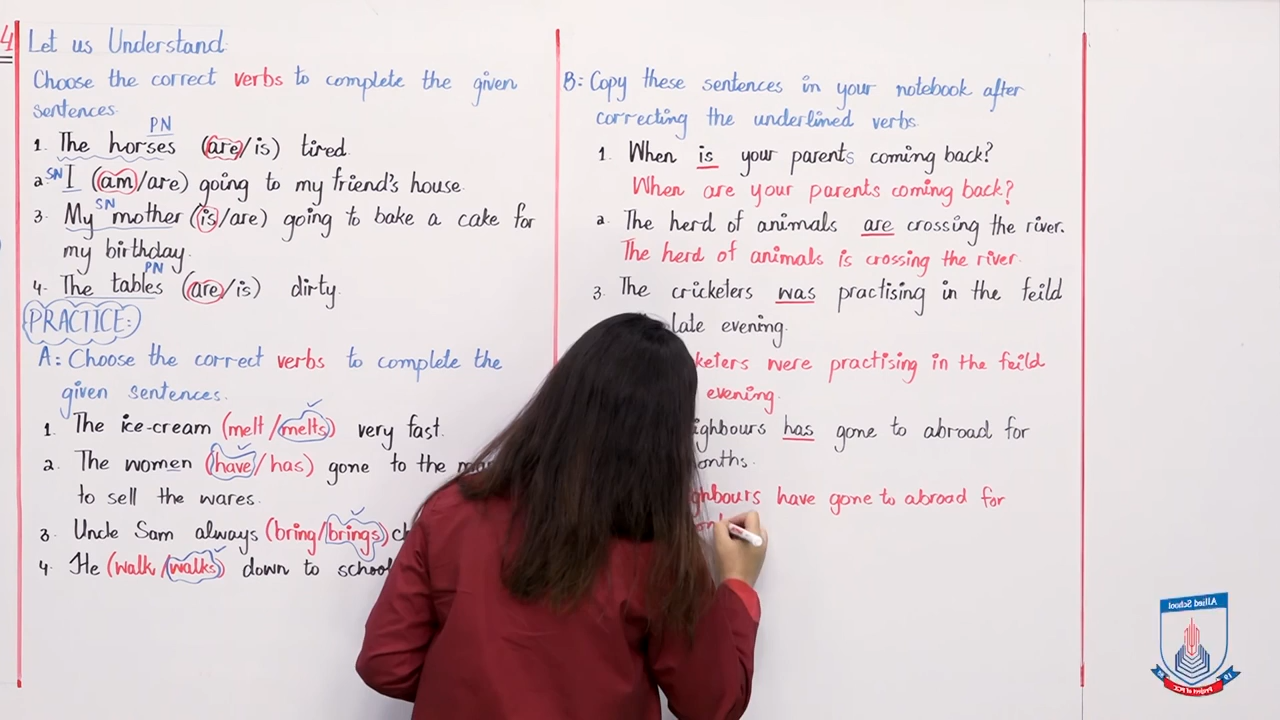 4
Let us Understand
Choose the correct verbs to complete the given
sentences.
PN
1. The horses (are/is) tired.
SN
2. I (am/are) going to my friend's house.
SN
3. My mother (is/are) going to bake a cake for
my birthday.
PN
4. The tables (are/is) dirty.
PRACTICE:
A: Choose the correct verbs to complete the
given sentences.
1. The ice-cream (melt/melts) very fast.
2. The women (have/has) gone to the
to sell the wares.
3. Uncle Sam always (bring/brings)
4. He (walk/walks) down to school
B: Copy these sentences in your notebook after
correcting the underlined verbs.
1. When is your parents coming back?
When are your parents coming back?
2. The herd of animals are crossing the river.
The herd of animals is crossing the river.
3. The cricketers was practising in the feild
late evening.
keters were practising in the feild
evening.
ighbours has gone to abroad for
onths.
ghbours have gone to abroad for
Allied School
Project of PGC